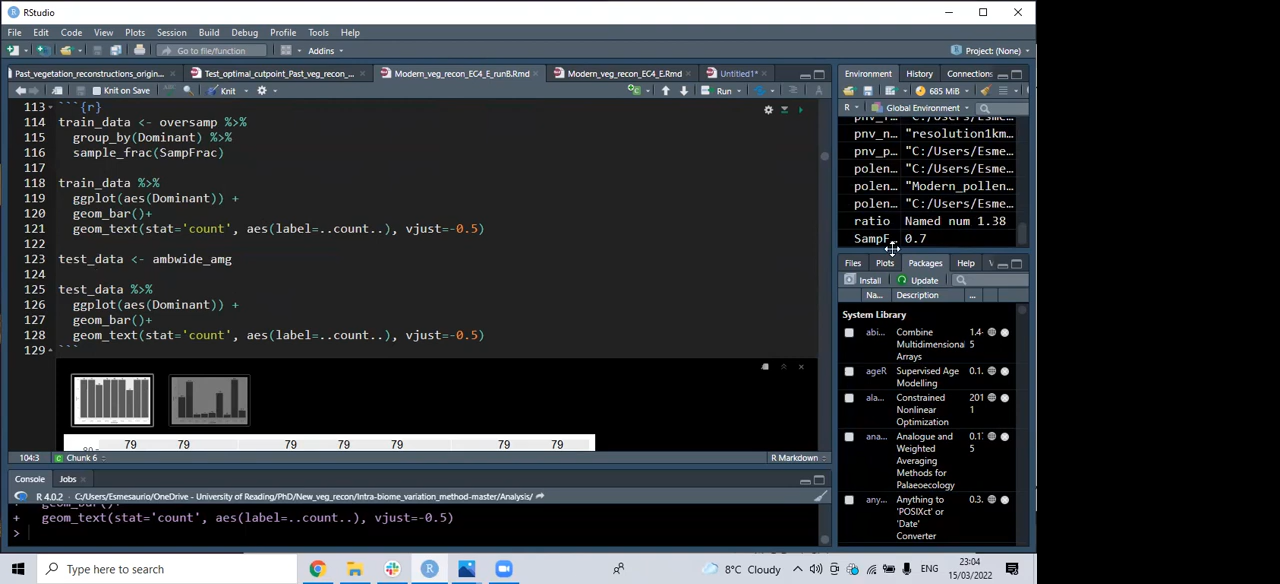 RStudio
File Edit Code View Plots Session Build Debug Profile Tools Help
Go to file/function Addins Project: (None)
Past_vegetation_reconstructions_origin... Test_optimal_cutpoint_Past_veg_recon_... Modern_veg_recon_EC4_E_runB.Rmd Modern_veg_recon_EC4_E.Rmd Untitled1*
Knit on Save Knit Run
113 ```{r}
114 train_data <- oversamp %>%
115 group_by(Dominant) %>%
116 sample_frac(SampFrac)
117
118 train_data %>%
119 ggplot(aes(Dominant)) +
120 geom_bar()+
121 geom_text(stat='count', aes(label=..count..), vjust=-0.5)
122
123 test_data <- ambwide_amg
124
125 test_data %>%
126 ggplot(aes(Dominant)) +
127 geom_bar()+
128 geom_text(stat='count', aes(label=..count..), vjust=-0.5)
129 ```
79 79 79 79 79 79 79
80-
104:3 Chunk 6 R Markdown
Console Jobs
R 4.0.2 · C:/Users/Esmesaurio/OneDrive - University of Reading/PhD/New_veg_recon/Intra-biome_variation_method-master/Analysis/
+ geom_bar()+
+ geom_text(stat='count', aes(label=..count..), vjust=-0.5)
>
Environment History Connections
685 MiB
R Global Environment
"C:/Users/Esme...
pnv_n... "resolution1km...
pnv_p... "C:/Users/Esme...
polen... "C:/Users/Esme...
polen... "Modern_pollen...
polen... "C:/Users/Esme...
ratio Named num 1.38
SampF... 0.7
Files Plots Packages Help
Install Update
Na... Description ...
System Library
abi... Combine Multidimensional Arrays 1.4-5
ageR Supervised Age Modelling 0.1.
ala... Constrained Nonlinear Optimization 2011
ana... Analogue and Weighted Averaging Methods for Palaeoecology 0.1 5
any... Anything to 'POSIXct' or 'Date' Converter 0.3.
Type here to search
8°C Cloudy ENG 23:04
15/03/2022